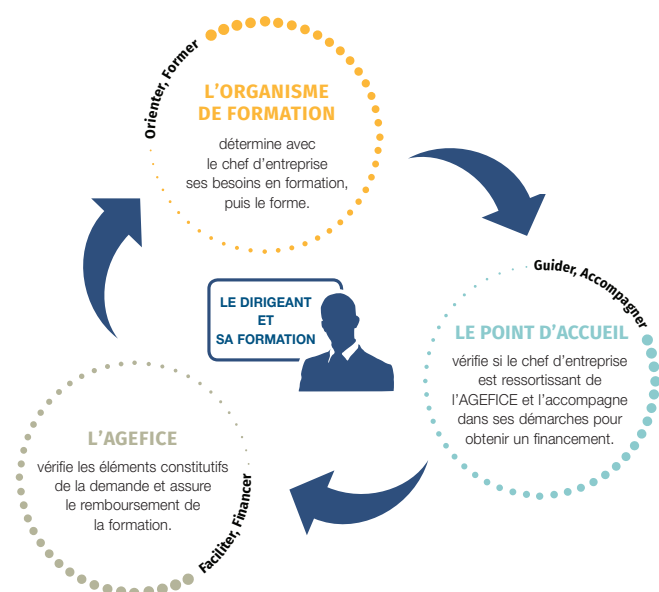 Orienter, Former
L'ORGANISME
DE FORMATION
détermine avec
le chef d'entreprise
ses besoins en formation,
puis le forme.
Guider, Accompagner
LE POINT D'ACCUEIL
vérifie si le chef d'entreprise
est ressortissant de
l'AGEFICE et l'accompagne
dans ses démarches pour
obtenir un financement.
LE DIRIGEANT
ET
SA FORMATION
L'AGEFICE
vérifie les éléments constitutifs
de la demande et assure
le remboursement de
la formation.
Faciliter, Financer